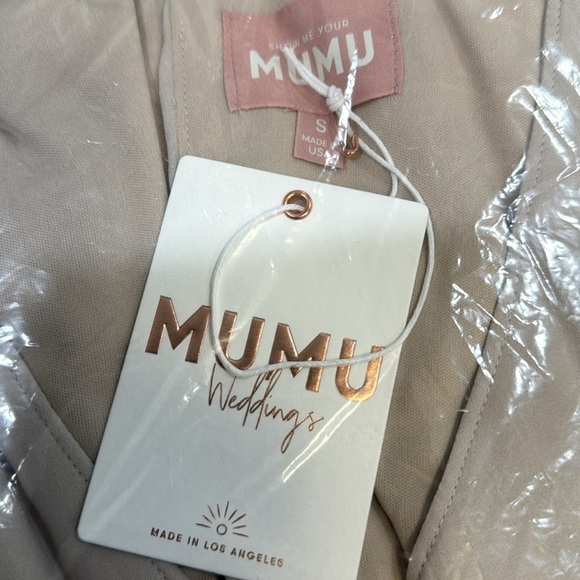 SHOW ME YOUR
MUMU
S
MADE IN
USA
MUMU
Weddings
MADE IN LOS ANGELES